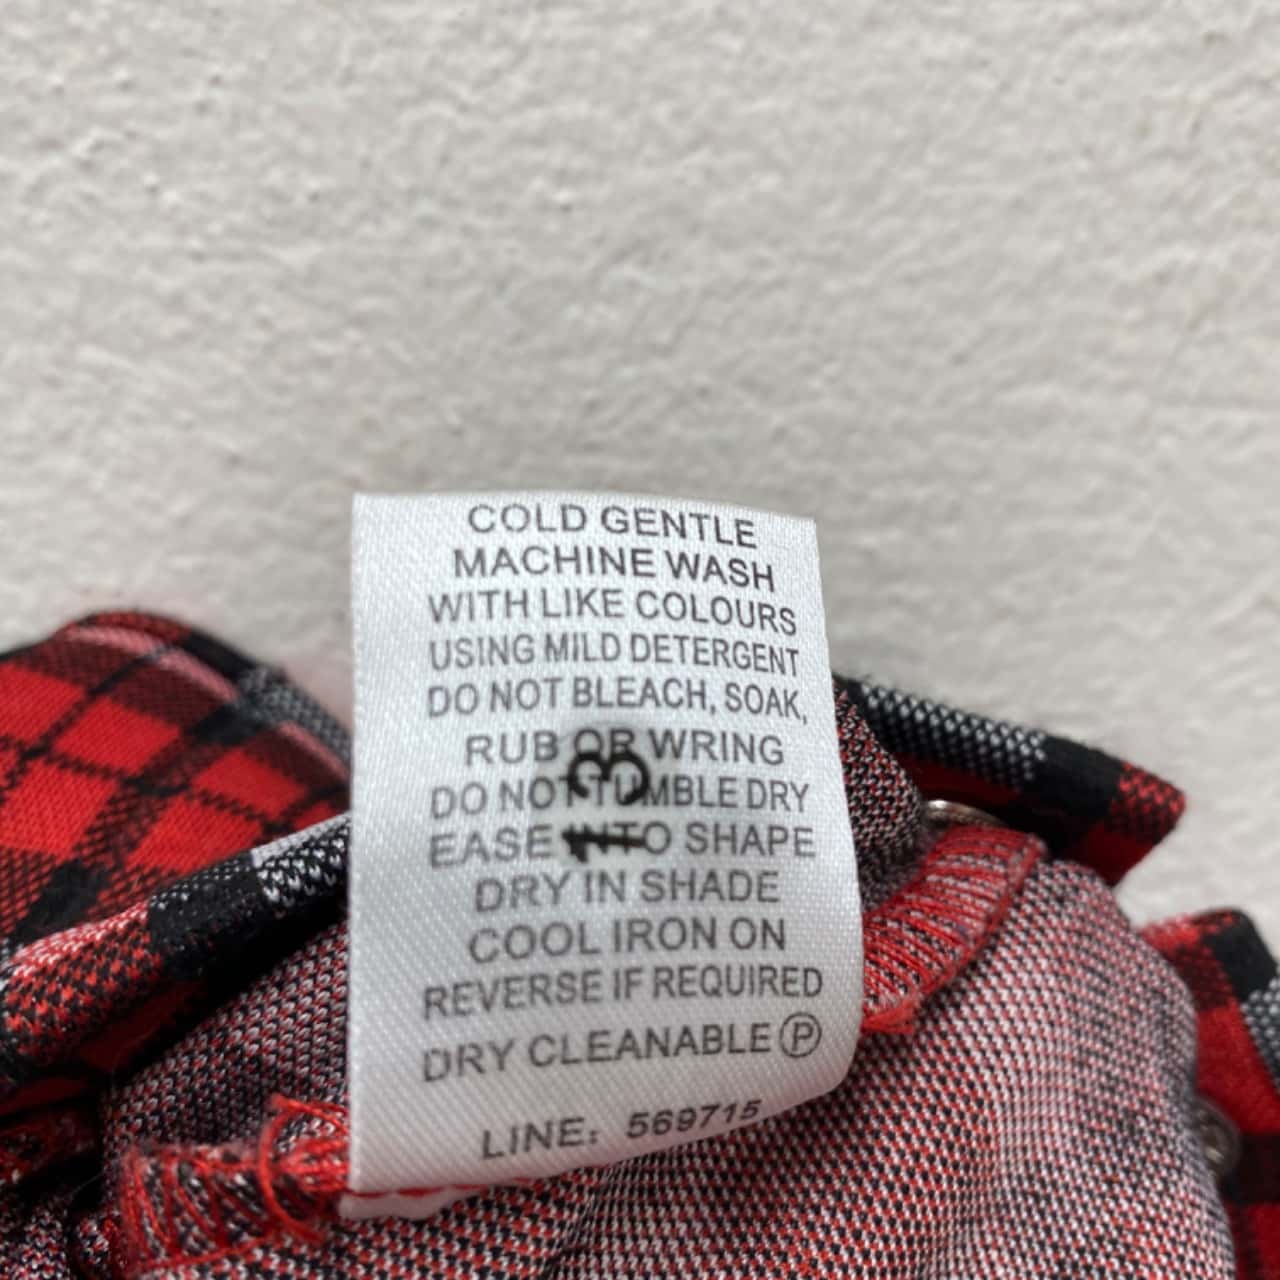 COLD GENTLE
MACHINE WASH
WITH LIKE COLOURS
USING MILD DETERGENT
DO NOT BLEACH, SOAK,
RUB OR WRING
DO NOT TUMBLE DRY
EASE INTO SHAPE
DRY IN SHADE
COOL IRON ON
REVERSE IF REQUIRED
DRY CLEANABLE Ⓟ
LINE: 569715